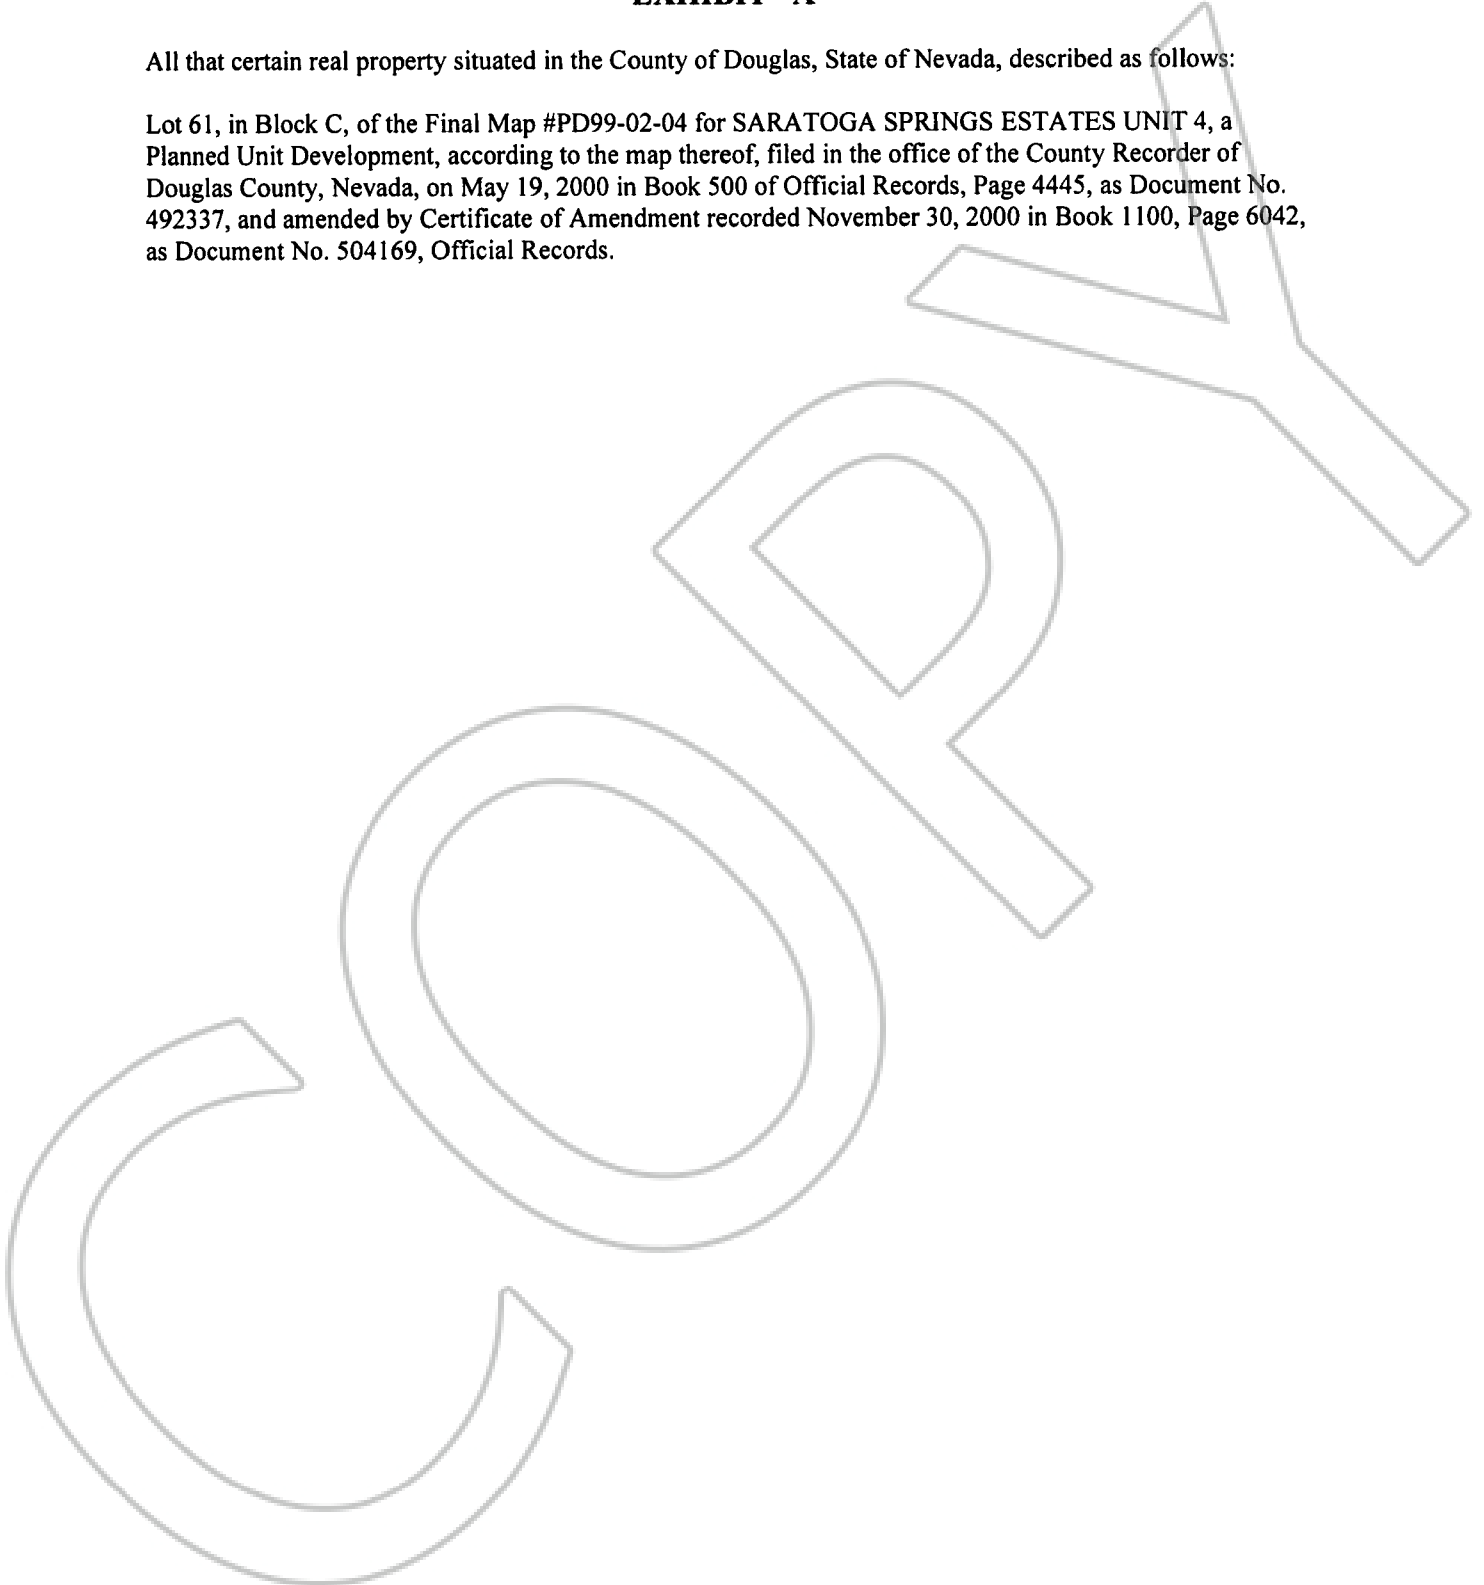 EXHIBIT "A"
All that certain real property situated in the County of Douglas, State of Nevada, described as follows:
Lot 61, in Block C, of the Final Map #PD99-02-04 for SARATOGA SPRINGS ESTATES UNIT 4, a
Planned Unit Development, according to the map thereof, filed in the office of the County Recorder of
Douglas County, Nevada, on May 19, 2000 in Book 500 of Official Records, Page 4445, as Document No.
492337, and amended by Certificate of Amendment recorded November 30, 2000 in Book 1100, Page 6042,
as Document No. 504169, Official Records.
COPY